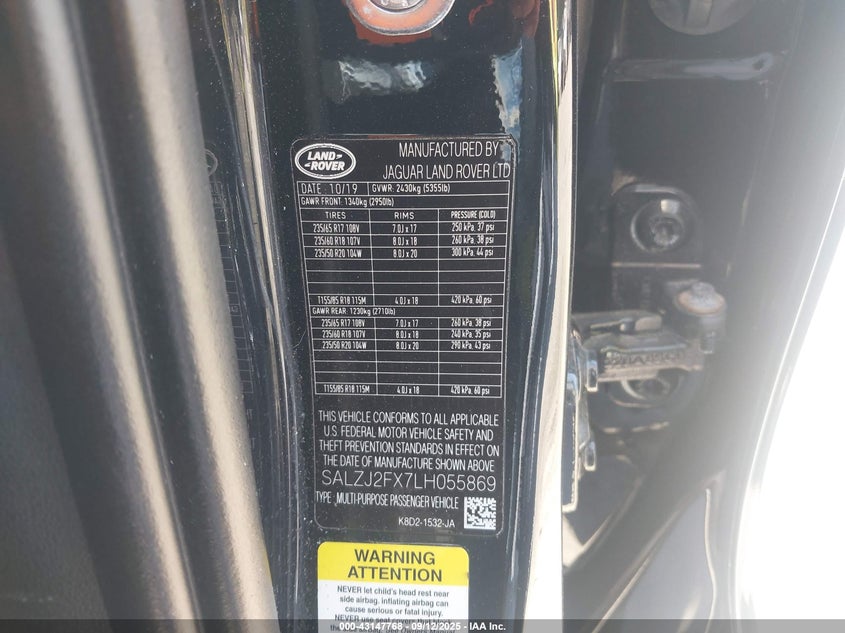 LAND
ROVER
MANUFACTURED BY
JAGUAR LAND ROVER LTD
DATE 10/19 GVWR: 2430kg (5355lb)
GAWR FRONT: 1340kg (2950lb)
TIRES RIMS PRESSURE (COLD)
235/65 R17 108V 7.0J x 17 250 kPa, 37 psi
235/60 R18 107V 8.0J x 18 260 kPa, 38 psi
235/50 R20 104W 8.0J x 20 300 kPa, 44 psi
T155/85 R18 115M 4.0J x 18 420 kPa, 60 psi
GAWR REAR: 1230kg (2710lb)
235/65 R17 108V 7.0J x 17 260 kPa, 38 psi
235/60 R18 107V 8.0J x 18 240 kPa, 35 psi
235/50 R20 104W 8.0J x 20 290 kPa, 43 psi
T155/85 R18 115M 4.0J x 18 420 kPa, 60 psi
THIS VEHICLE CONFORMS TO ALL APPLICABLE
U.S. FEDERAL MOTOR VEHICLE SAFETY AND
THEFT PREVENTION STANDARDS IN EFFECT ON
THE DATE OF MANUFACTURE SHOWN ABOVE
SALZJ2FX7LH055869
TYPE : MULTI-PURPOSE PASSENGER VEHICLE
K8D2-1532-JA
WARNING
ATTENTION
NEVER let child's head rest near
side airbag. inflating airbag can
cause serious or fatal injury.
NEVER use seat covers that
000-43147768 - 09/12/2025 - IAA Inc.